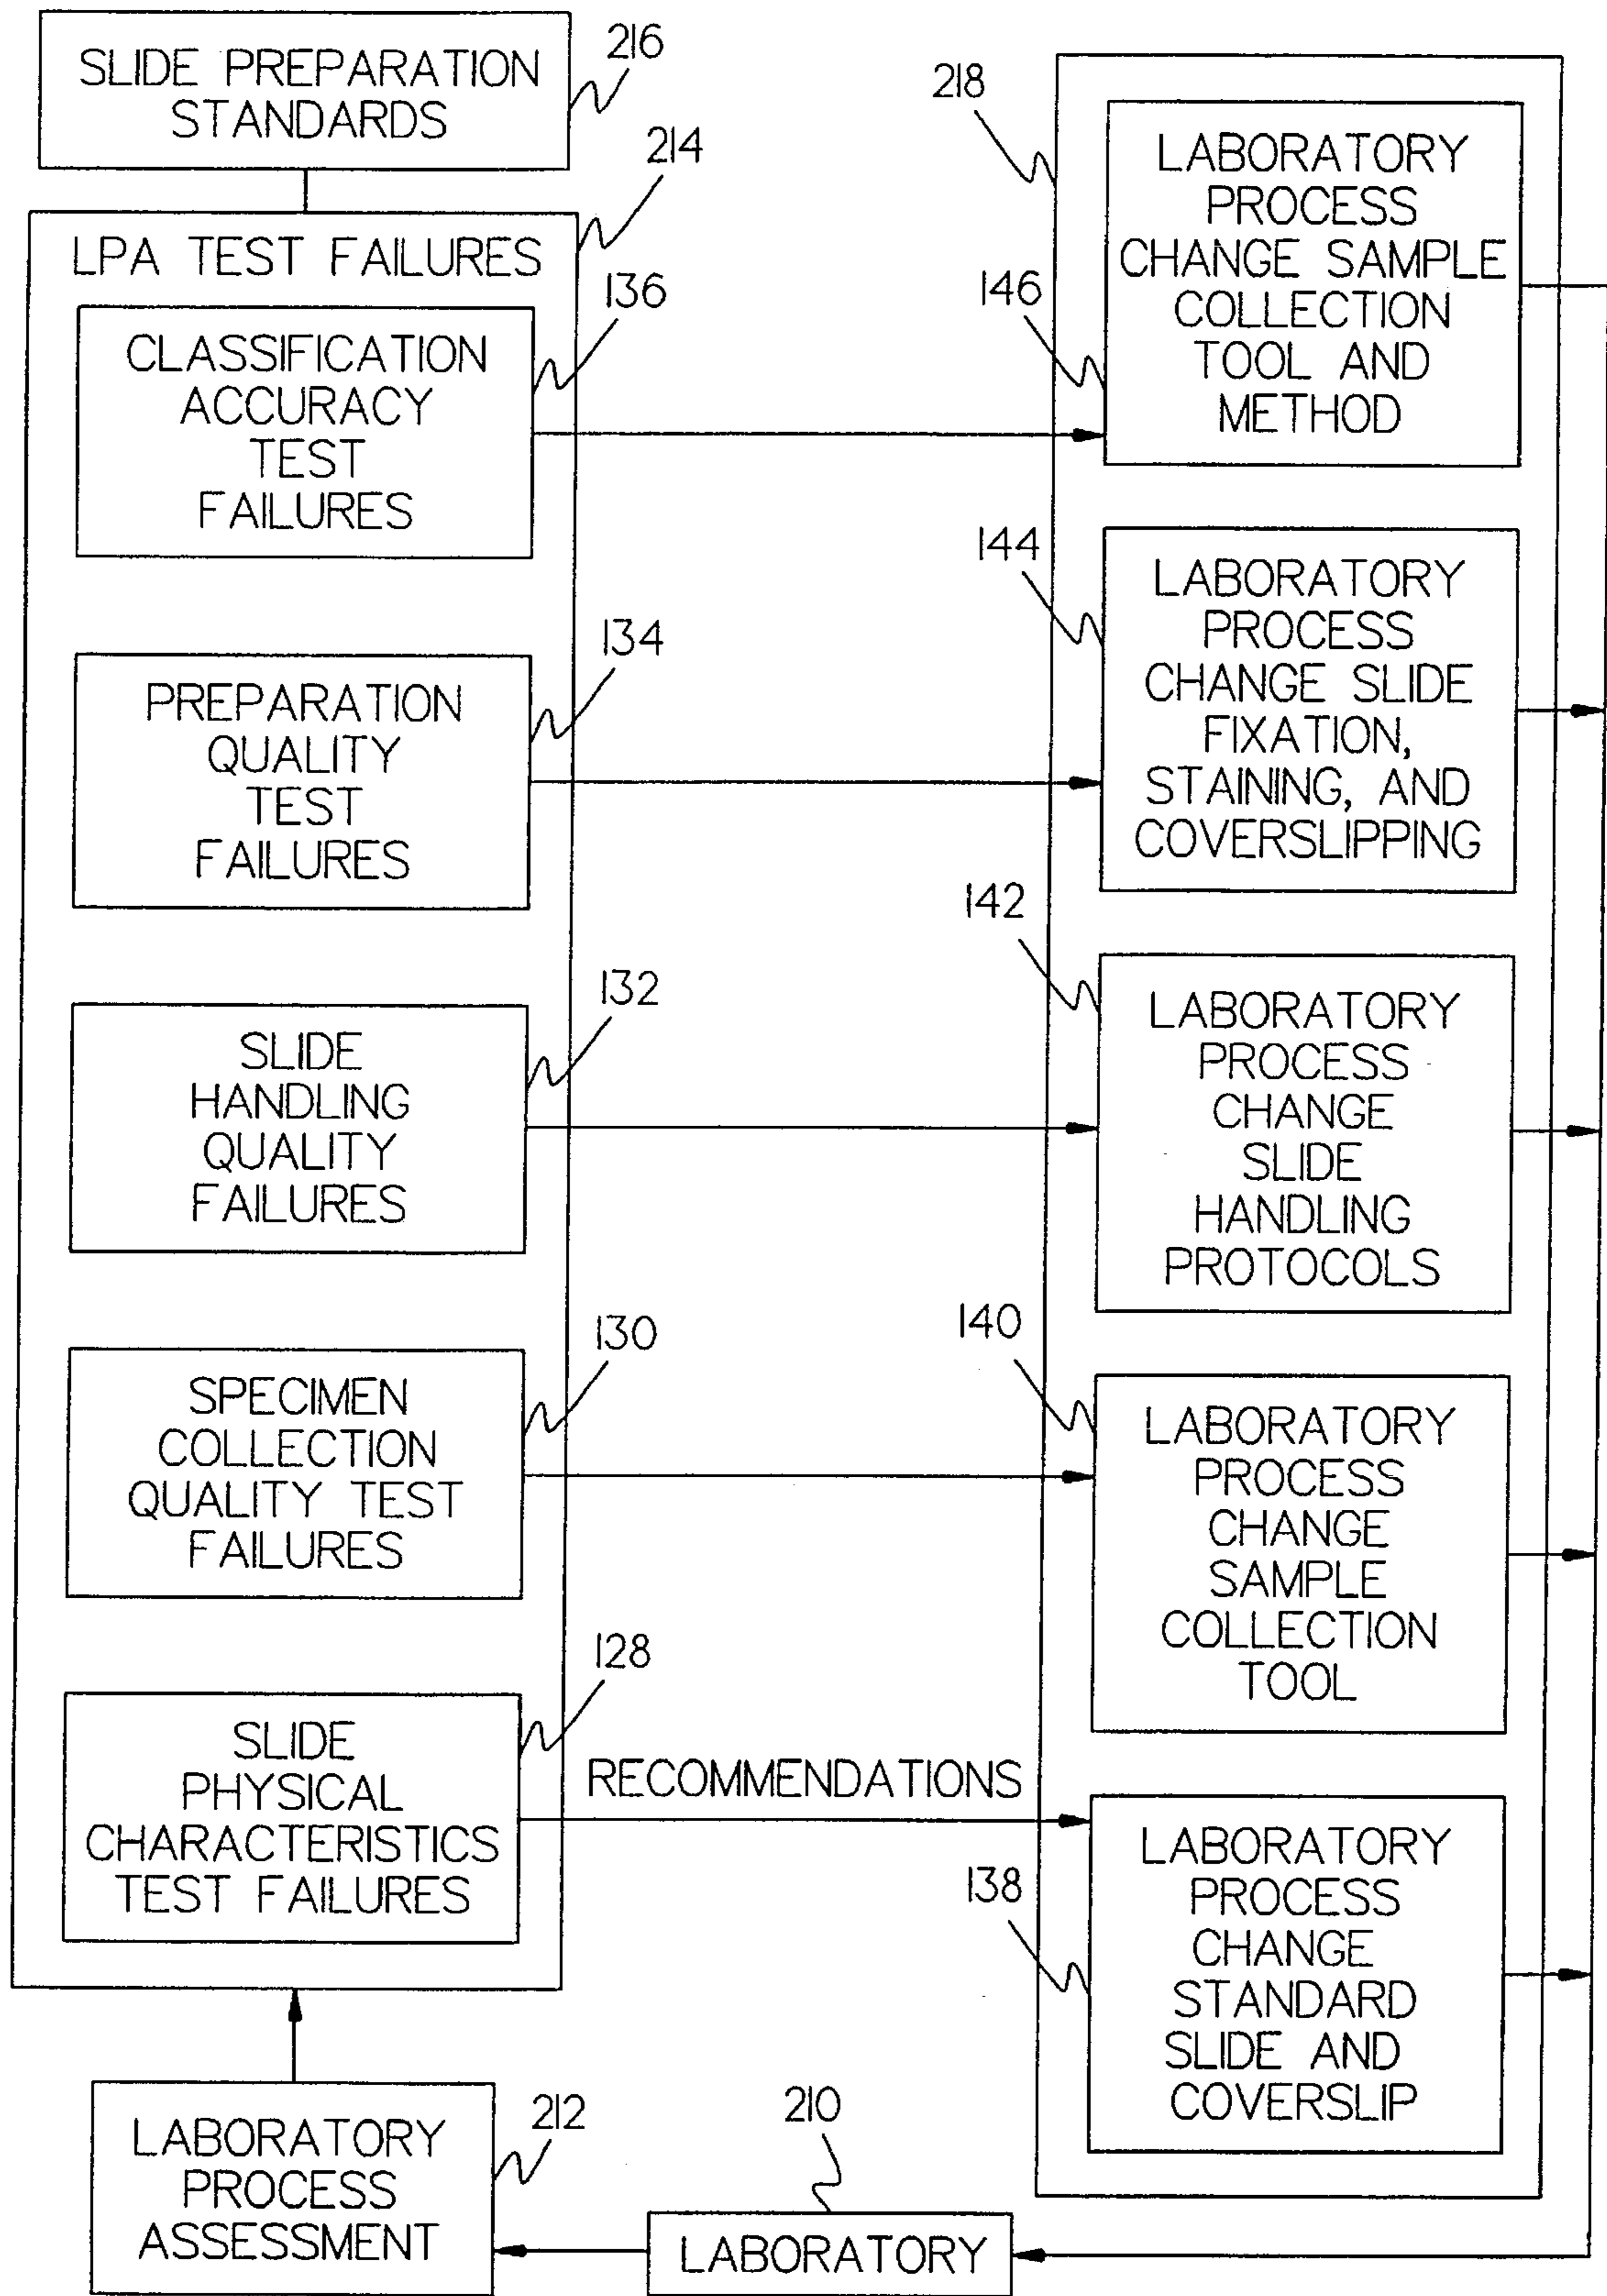 SLIDE PREPARATION
STANDARDS
216
214
LPA TEST FAILURES
136
CLASSIFICATION
ACCURACY
TEST
FAILURES
134
PREPARATION
QUALITY
TEST
FAILURES
132
SLIDE
HANDLING
QUALITY
FAILURES
130
SPECIMEN
COLLECTION
QUALITY TEST
FAILURES
128
SLIDE
PHYSICAL
CHARACTERISTICS
TEST FAILURES
RECOMMENDATIONS
218
146
LABORATORY
PROCESS
CHANGE SAMPLE
COLLECTION
TOOL AND
METHOD
144
LABORATORY
PROCESS
CHANGE SLIDE
FIXATION,
STAINING, AND
COVERSLIPPING
142
LABORATORY
PROCESS
CHANGE
SLIDE
HANDLING
PROTOCOLS
140
LABORATORY
PROCESS
CHANGE
SAMPLE
COLLECTION
TOOL
138
LABORATORY
PROCESS
CHANGE
STANDARD
SLIDE AND
COVERSLIP
212
LABORATORY
PROCESS
ASSESSMENT
210
LABORATORY